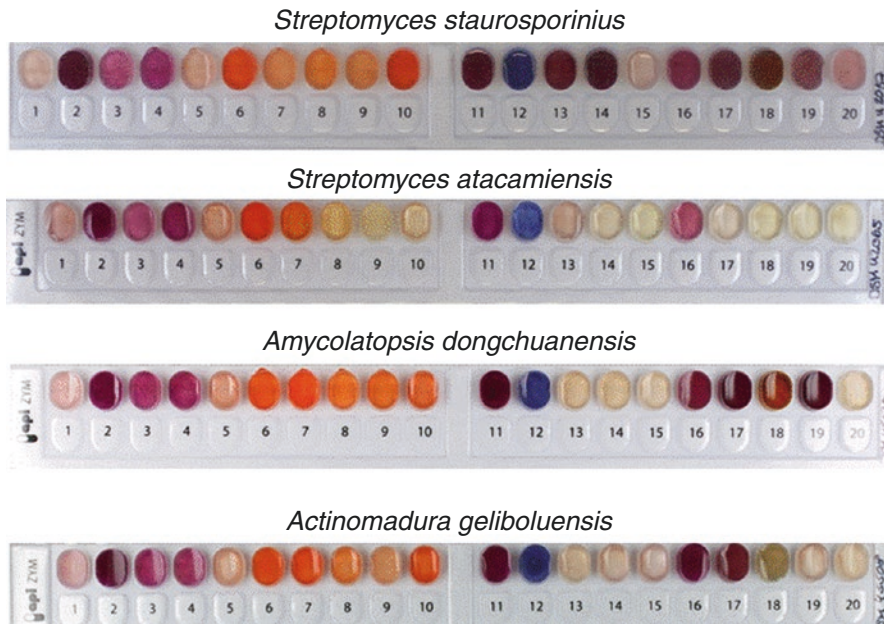 Streptomyces staurosporinius
1 2 3 4 5 6 7 8 9 10 11 12 13 14 15 16 17 18 19 20
Streptomyces atacamiensis
api ZYM
1 2 3 4 5 6 7 8 9 10 11 12 13 14 15 16 17 18 19 20
Amycolatopsis dongchuanensis
api ZYM
1 2 3 4 5 6 7 8 9 10 11 12 13 14 15 16 17 18 19 20
Actinomadura geliboluensis
api ZYM
1 2 3 4 5 6 7 8 9 10 11 12 13 14 15 16 17 18 19 20